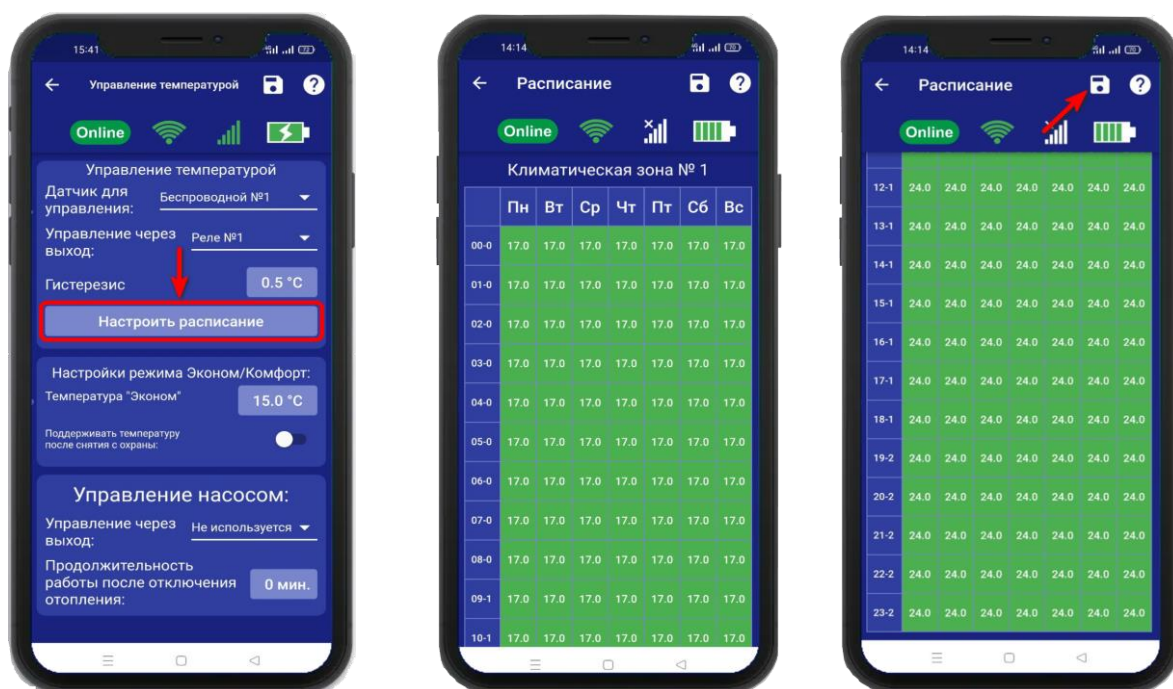 15:41
Управление температурой
Online
Управление температурой
Датчик для
управления:
Беспроводной №1
Управление через
выход:
Реле №1
Гистерезис
0.5 °C
Настроить расписание
Настройки режима Эконом/Комфорт:
Температура "Эконом"
15.0 °C
Поддерживать температуру
после снятия с охраны:
Управление насосом:
Управление через
выход:
Не используется
Продолжительность
работы после отключения
отопления:
0 мин.
14:14
Расписание
Online
Климатическая зона № 1
Пн Вт Ср Чт Пт Сб Вс
00-0 17.0 17.0 17.0 17.0 17.0 17.0 17.0
01-0 17.0 17.0 17.0 17.0 17.0 17.0 17.0
02-0 17.0 17.0 17.0 17.0 17.0 17.0 17.0
03-0 17.0 17.0 17.0 17.0 17.0 17.0 17.0
04-0 17.0 17.0 17.0 17.0 17.0 17.0 17.0
05-0 17.0 17.0 17.0 17.0 17.0 17.0 17.0
06-0 17.0 17.0 17.0 17.0 17.0 17.0 17.0
07-0 17.0 17.0 17.0 17.0 17.0 17.0 17.0
08-0 17.0 17.0 17.0 17.0 17.0 17.0 17.0
09-1 17.0 17.0 17.0 17.0 17.0 17.0 17.0
10-1 17.0 17.0 17.0 17.0 17.0 17.0 17.0
14:14
Расписание
Online
12-1 24.0 24.0 24.0 24.0 24.0 24.0 24.0
13-1 24.0 24.0 24.0 24.0 24.0 24.0 24.0
14-1 24.0 24.0 24.0 24.0 24.0 24.0 24.0
15-1 24.0 24.0 24.0 24.0 24.0 24.0 24.0
16-1 24.0 24.0 24.0 24.0 24.0 24.0 24.0
17-1 24.0 24.0 24.0 24.0 24.0 24.0 24.0
18-1 24.0 24.0 24.0 24.0 24.0 24.0 24.0
19-2 24.0 24.0 24.0 24.0 24.0 24.0 24.0
20-2 24.0 24.0 24.0 24.0 24.0 24.0 24.0
21-2 24.0 24.0 24.0 24.0 24.0 24.0 24.0
22-2 24.0 24.0 24.0 24.0 24.0 24.0 24.0
23-2 24.0 24.0 24.0 24.0 24.0 24.0 24.0